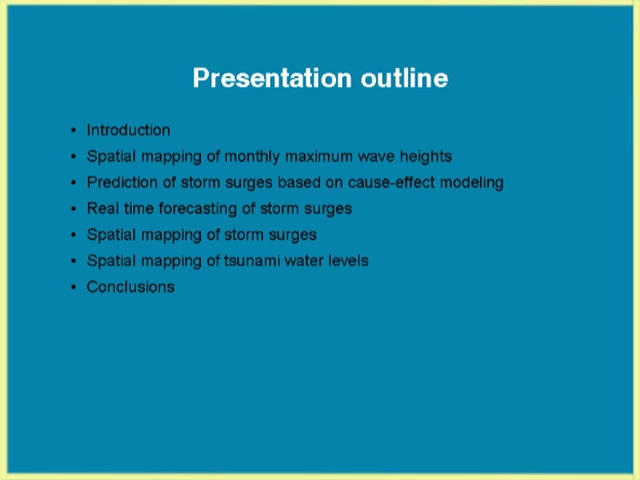 Presentation outline
• Introduction
• Spatial mapping of monthly maximum wave heights
• Prediction of storm surges based on cause-effect modeling
• Real time forecasting of storm surges
• Spatial mapping of storm surges
• Spatial mapping of tsunami water levels
• Conclusions